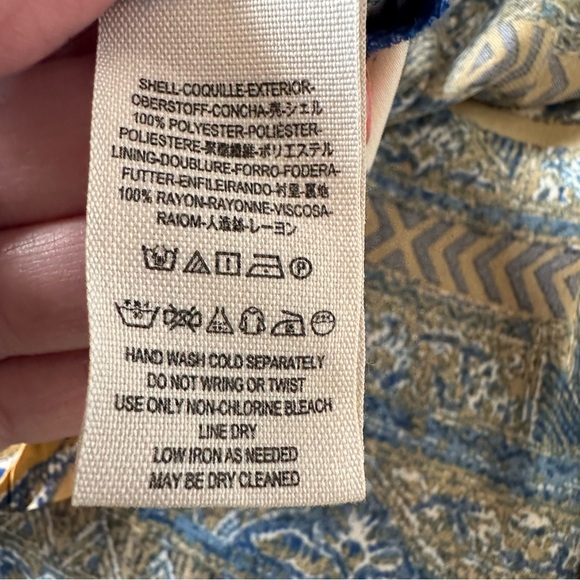 SHELL-COQUILLE-EXTERIOR-
OBERSTOFF-CONCHA-売-シェル
100% POLYESTER-POLIÉSTER-
POLIESTERE-聚酯纖維-ポリエステル
LINING-DOUBLURE-FORRO-FODERA-
FUTTER-ENFILEIRANDO-衬里-裏地
100% RAYON-RAYONNE-VISCOSA-
RAIOM-人造絲-レーヨン
P
HAND WASH COLD SEPARATELY
DO NOT WRING OR TWIST
USE ONLY NON-CHLORINE BLEACH
LINE DRY
LOW IRON AS NEEDED
MAY BE DRY CLEANED